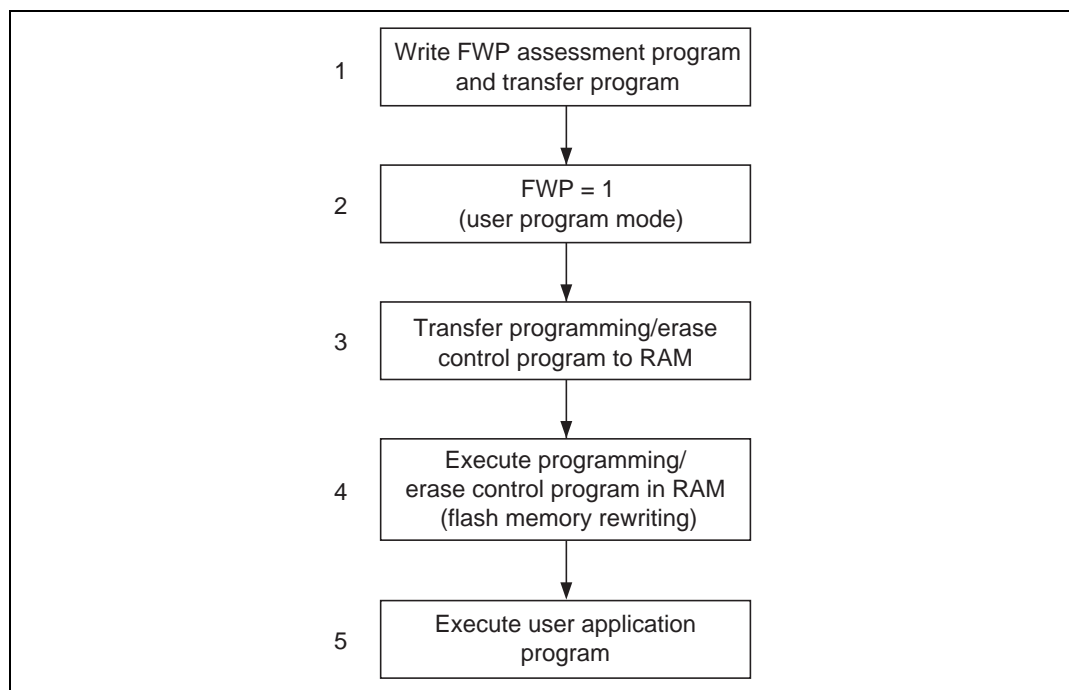 1
Write FWP assessment program
and transfer program
2
FWP = 1
(user program mode)
3
Transfer programming/erase
control program to RAM
4
Execute programming/
erase control program in RAM
(flash memory rewriting)
5
Execute user application
program